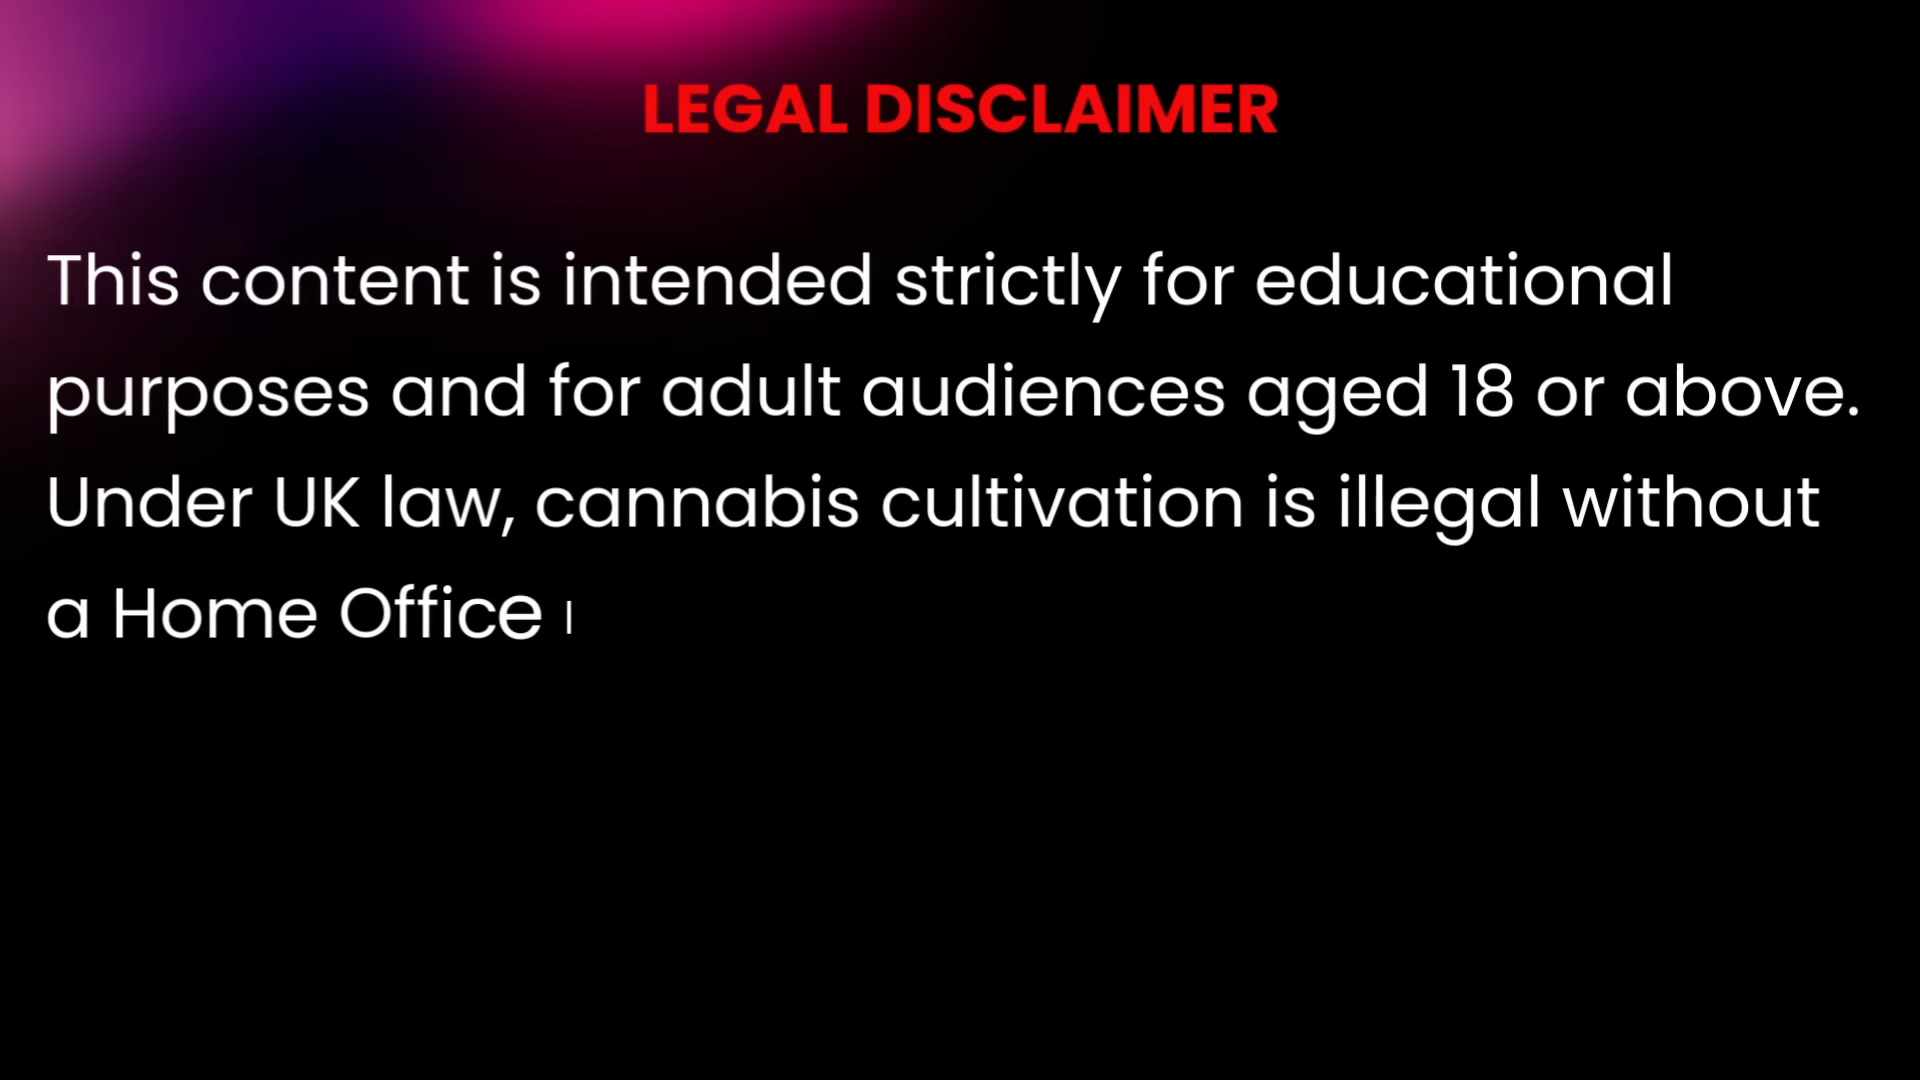 LEGAL DISCLAIMER
This content is intended strictly for educational
purposes and for adult audiences aged 18 or above.
Under UK law, cannabis cultivation is illegal without
a Home Office l